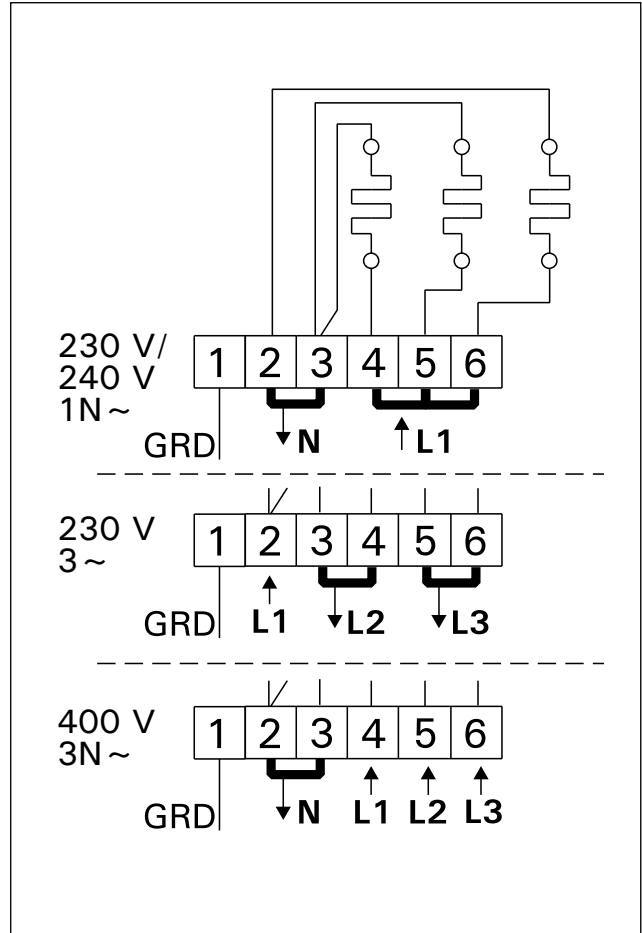 230 V/
240 V
1N~
1 2 3 4 5 6
GRD
N
L1
230 V
3~
1 2 3 4 5 6
GRD
L1
L2
L3
400 V
3N~
1 2 3 4 5 6
GRD
N
L1
L2
L3